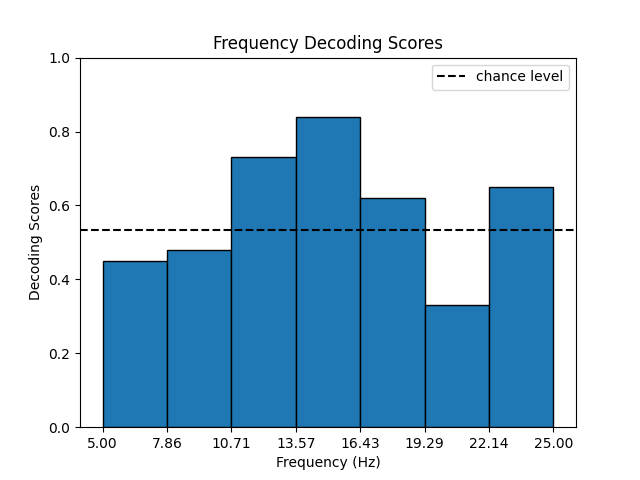 Frequency Decoding Scores
1.0
chance level
0.8
0.6
0.4
0.2
0.0
Decoding Scores
5.00 7.86 10.71 13.57 16.43 19.29 22.14 25.00
Frequency (Hz)